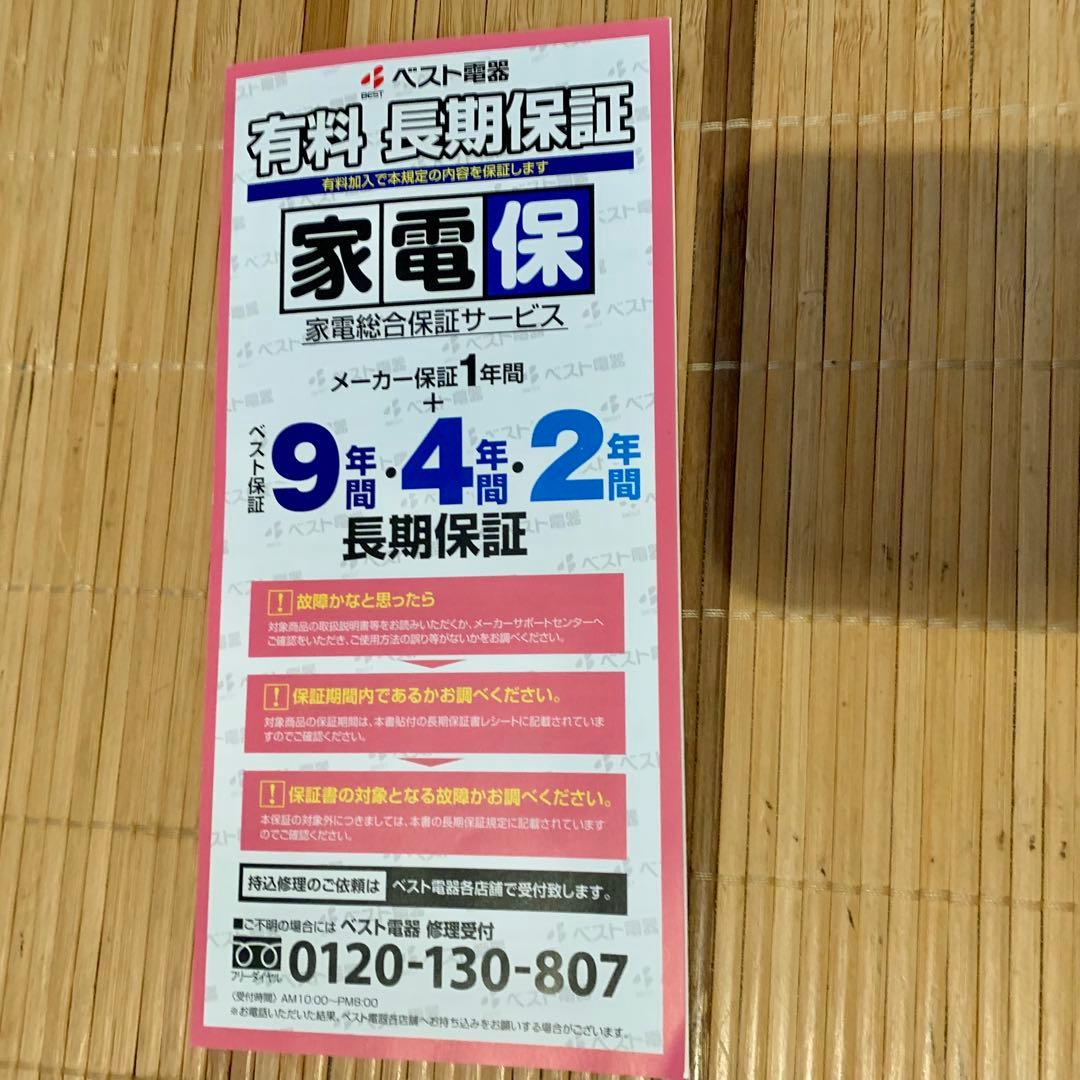 BEST ベスト電器
有料 長期保証
有料加入で本規定の内容を保証します
家電保
家電総合保証サービス
メーカー保証1年間
+
ベスト保証
9年間・4年間・2年間
長期保証
! 故障かなと思ったら
対象商品の取扱説明書等をお読みいただくか、メーカーサポートセンターへ
ご確認をいただき、ご使用方法の誤り等がないかをお調べください。
! 保証期間内であるかお調べください。
対象商品の保証期間は、本書貼付の長期保証書レシートに記載されていま
すのでご確認ください。
! 保証書の対象となる故障かお調べください。
本保証の対象外につきましては、本書の長期保証規定に記載されています
のでご確認ください。
持込修理のご依頼は ベスト電器各店舗で受付致します。
■ご不明の場合には ベスト電器 修理受付
フリーダイヤル 0120-130-807
〈受付時間〉AM10:00〜PM8:00
※お電話いただいた結果、ベスト電器各店舗へお持ち込みをお願いする場合がございます。